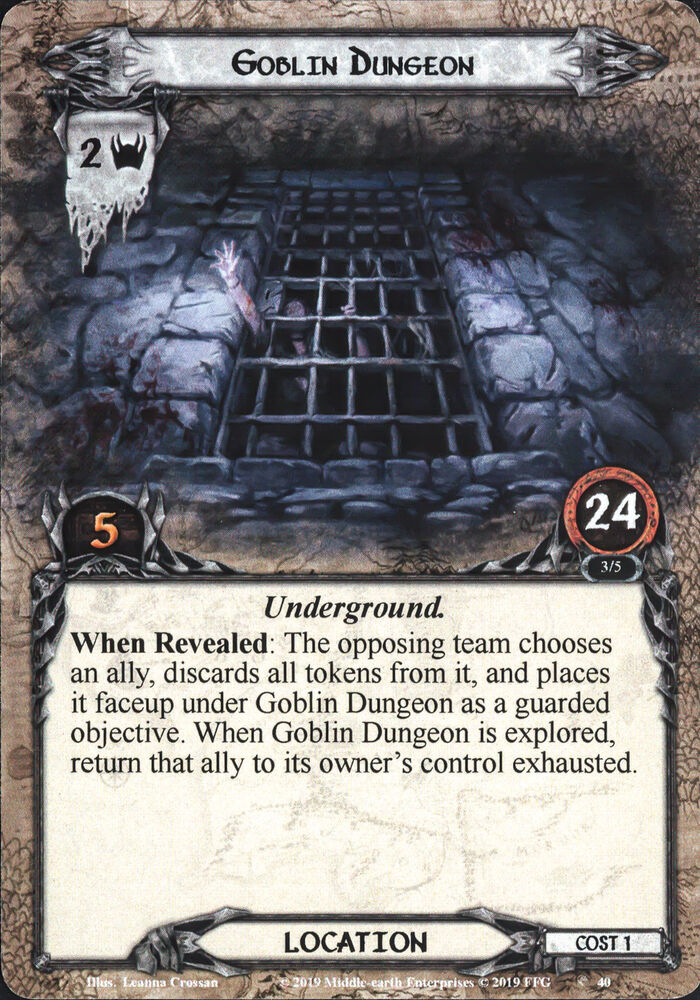 Goblin Dungeon
2
5
24
3/5
Underground.
When Revealed: The opposing team chooses
an ally, discards all tokens from it, and places
it faceup under Goblin Dungeon as a guarded
objective. When Goblin Dungeon is explored,
return that ally to its owner's control exhausted.
LOCATION
COST 1
Illus. Leanna Crossan
© 2019 Middle-earth Enterprises © 2019 FFG
40